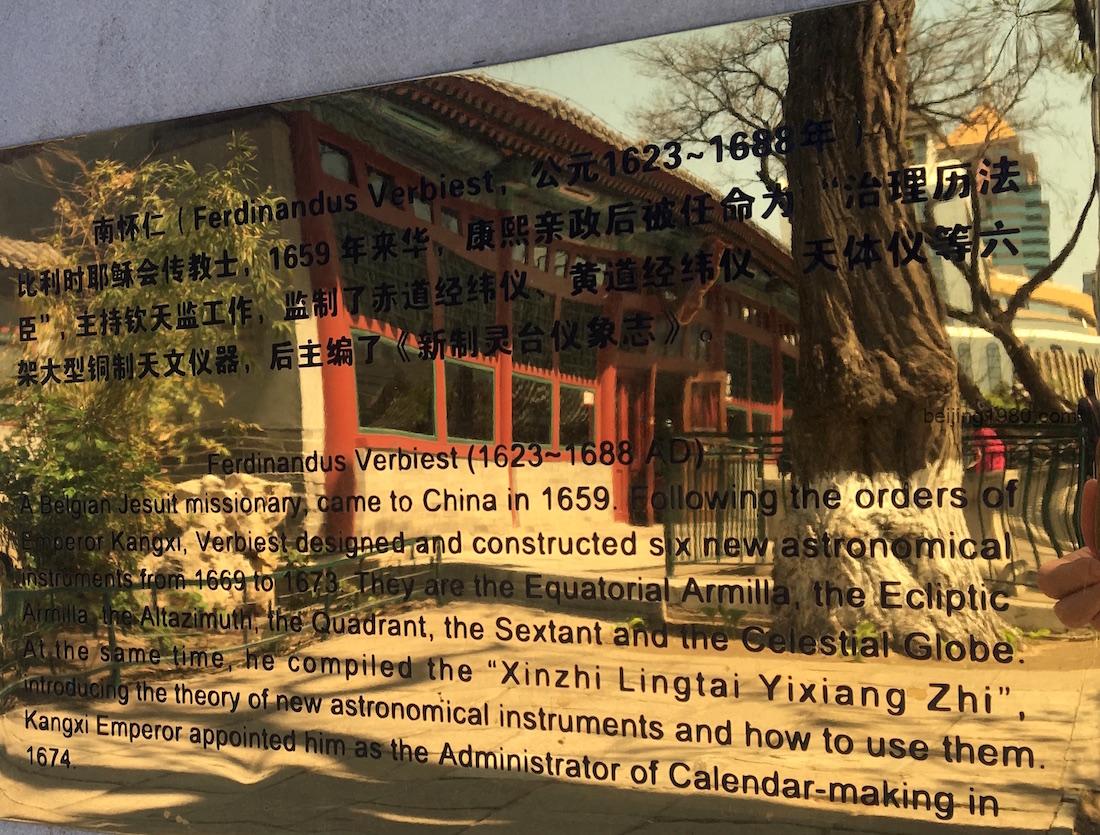 南怀仁(Ferdinandus Verbiest, 公元1623~1688年)
比利时耶稣会传教士, 1659 年来华, 康熙亲政后被任命为 “治理历法
臣”, 主持钦天监工作, 监制了赤道经纬仪、黄道经纬仪、天体仪等六
架大型铜制天文仪器, 后主编了《新制灵台仪象志》。
beijing1980.com
Ferdinandus Verbiest (1623~1688 AD)
A Belgian Jesuit missionary, came to China in 1659. Following the orders of
Emperor Kangxi, Verbiest designed and constructed six new astronomical
instruments from 1669 to 1673. They are the Equatorial Armilla, the Ecliptic
Armilla, the Altazimuth, the Quadrant, the Sextant and the Celestial Globe.
At the same time, he compiled the “Xinzhi Lingtai Yixiang Zhi”,
introducing the theory of new astronomical instruments and how to use them.
Kangxi Emperor appointed him as the Administrator of Calendar-making in
1674.